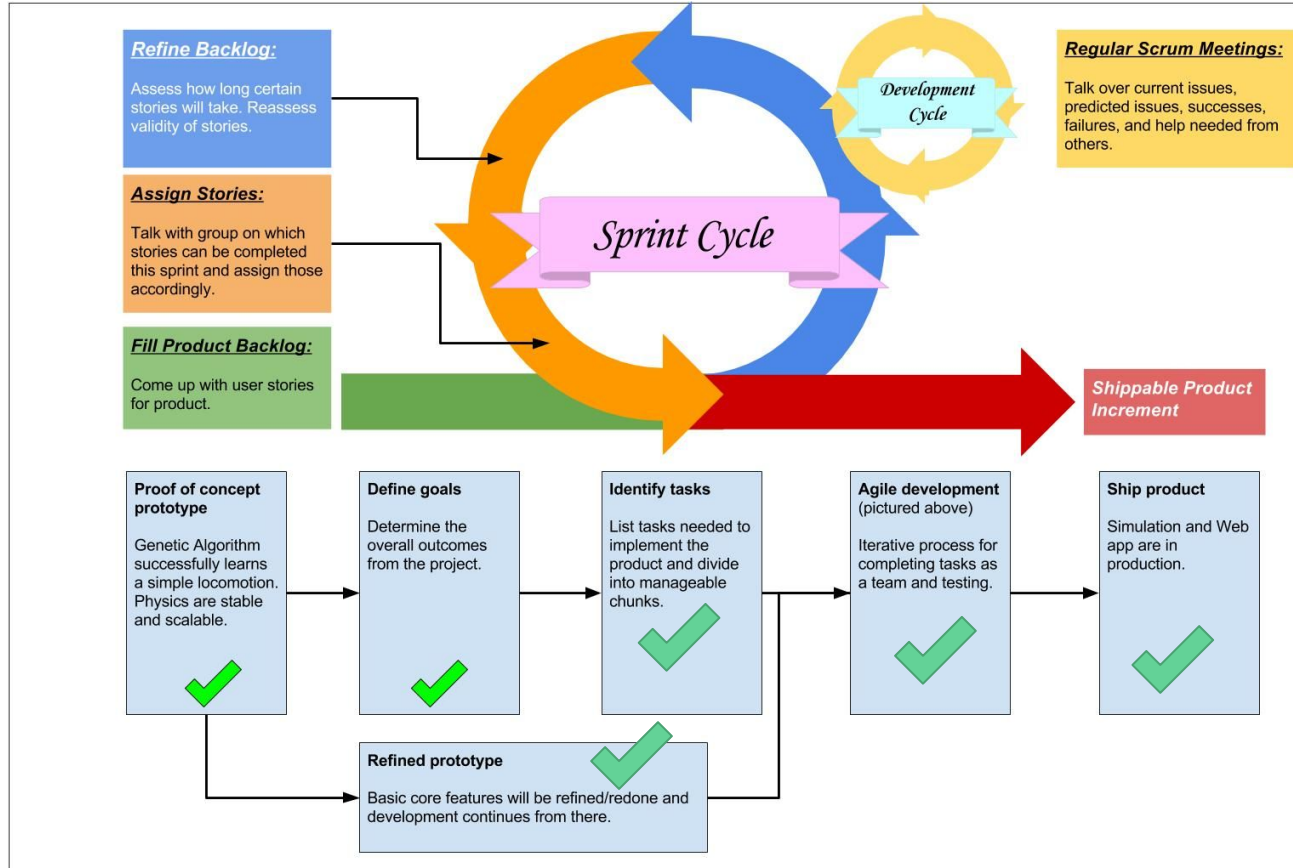 Refine Backlog:
Assess how long certain
stories will take. Reassess
validity of stories.
Assign Stories:
Talk with group on which
stories can be completed
this sprint and assign those
accordingly.
Fill Product Backlog:
Come up with user stories
for product.
Sprint Cycle
Development
Cycle
Regular Scrum Meetings:
Talk over current issues,
predicted issues, successes,
failures, and help needed from
others.
Shippable Product
Increment
Proof of concept
prototype
Genetic Algorithm
successfully learns
a simple locomotion.
Physics are stable
and scalable.
Define goals
Determine the
overall outcomes
from the project.
Identify tasks
List tasks needed to
implement the
product and divide
into manageable
chunks.
Agile development
(pictured above)
Iterative process for
completing tasks as
a team and testing.
Ship product
Simulation and Web
app are in
production.
Refined prototype
Basic core features will be refined/redone and
development continues from there.